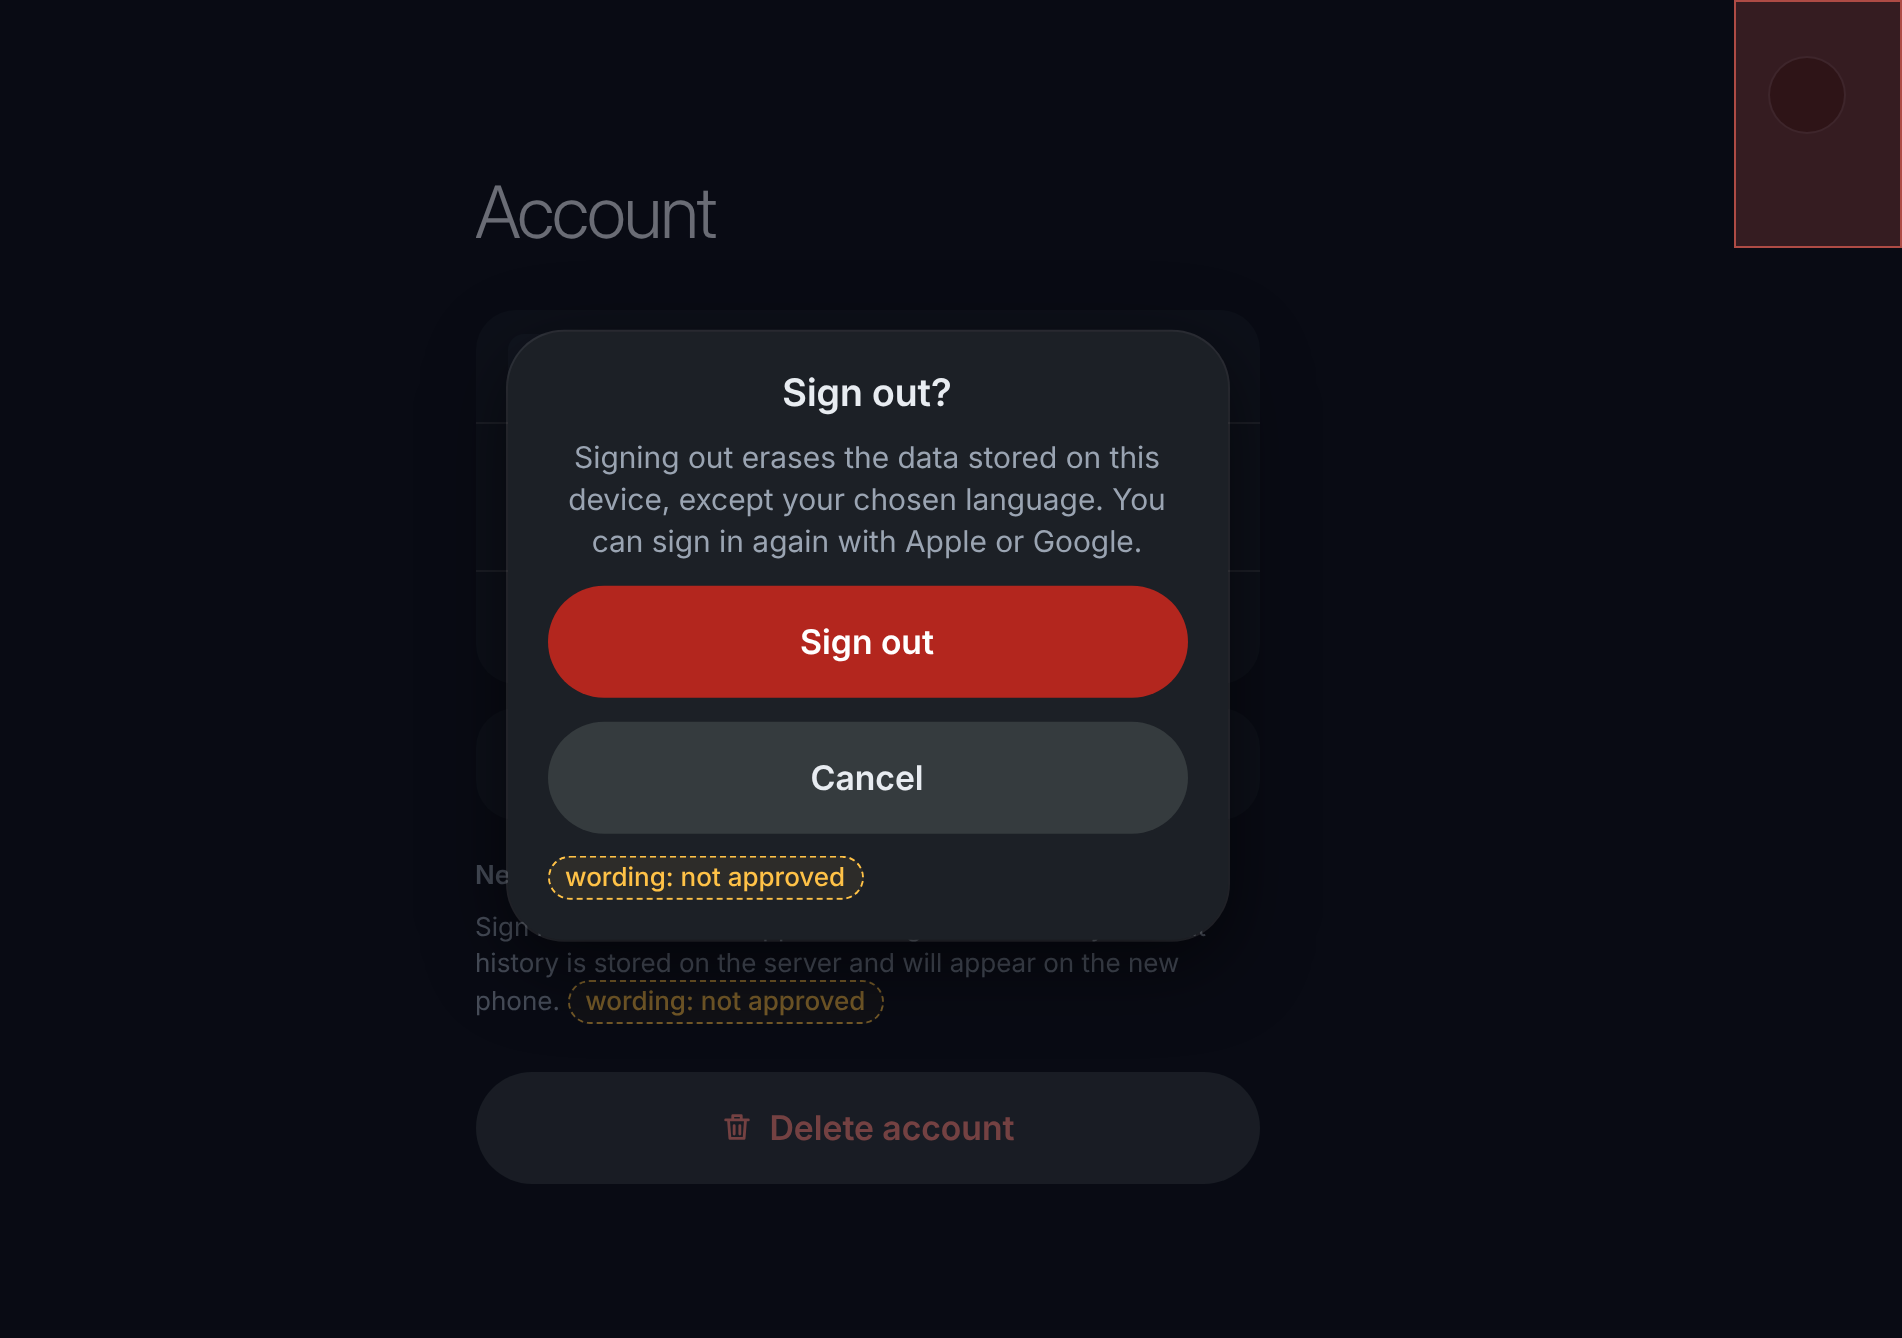 Account
Sign out?
Signing out erases the data stored on this
device, except your chosen language. You
can sign in again with Apple or Google.
Sign out
Cancel
wording: not approved
Sign
history is stored on the server and will appear on the new
phone. wording: not approved
Delete account